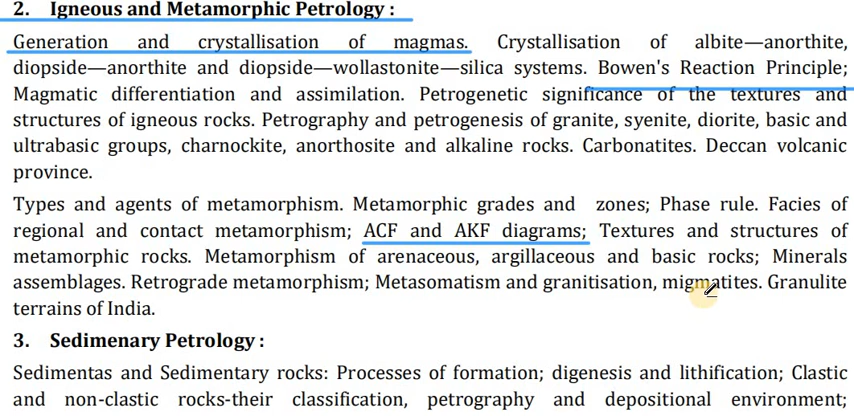 2. Igneous and Metamorphic Petrology :
Generation and crystallisation of magmas. Crystallisation of albite—anorthite,
diopside—anorthite and diopside—wollastonite—silica systems. Bowen's Reaction Principle;
Magmatic differentiation and assimilation. Petrogenetic significance of the textures and
structures of igneous rocks. Petrography and petrogenesis of granite, syenite, diorite, basic and
ultrabasic groups, charnockite, anorthosite and alkaline rocks. Carbonatites. Deccan volcanic
province.
Types and agents of metamorphism. Metamorphic grades and zones; Phase rule. Facies of
regional and contact metamorphism; ACF and AKF diagrams; Textures and structures of
metamorphic rocks. Metamorphism of arenaceous, argillaceous and basic rocks; Minerals
assemblages. Retrograde metamorphism; Metasomatism and granitisation, migmatites. Granulite
terrains of India.
3. Sedimenary Petrology :
Sedimentas and Sedimentary rocks: Processes of formation; digenesis and lithification; Clastic
and non-clastic rocks-their classification, petrography and depositional environment;